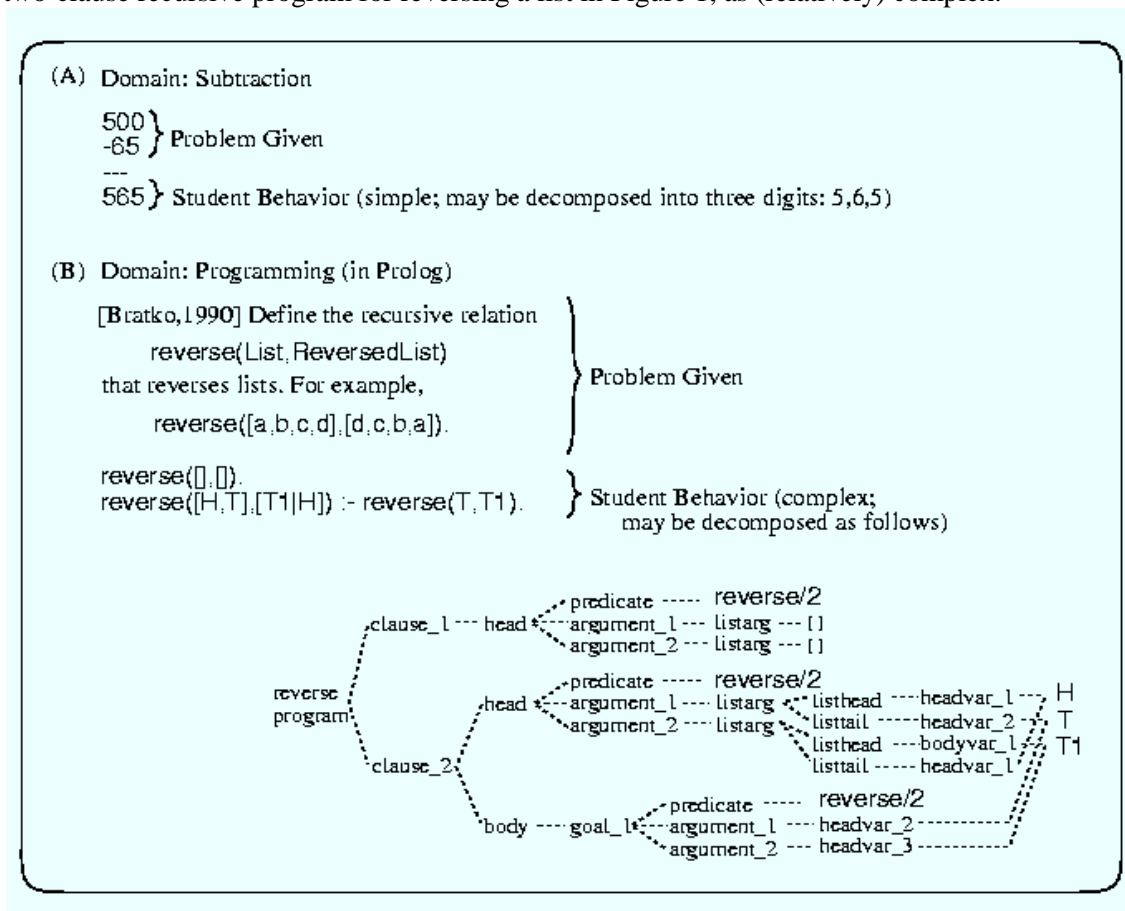 two-clause recursive program for reversing a list in Figure 1, as (relatively) complex.
(A) Domain: Subtraction
500
-65 } Problem Given
---
565 } Student Behavior (simple; may be decomposed into three digits: 5,6,5)
(B) Domain: Programming (in Prolog)
[Bratko,1990] Define the recursive relation
reverse(List,ReversedList)
that reverses lists. For example,
Problem Given
reverse([a,b,c,d],[d,c,b,a]).
reverse([],[]).
reverse([H,T],[T1|H]) :- reverse(T,T1).
Student Behavior (complex;
may be decomposed as follows)
predicate ----- reverse/2
clause_1 --- head argument_1 --- listarg --- []
argument_2 --- listarg --- []
reverse
program
predicate ----- reverse/2
head argument_1 ---- listarg listhead ---- headvar_1 --- H
argument_2 ---- listarg listtail ----- headvar_2 --- T
listhead ---bodyvar_1 -- T1
listtail ----- headvar_1
clause_2
predicate ----- reverse/2
body ---- goal_1 argument_1 --- headvar_2 ------------
argument_2 --- headvar_3 ------------